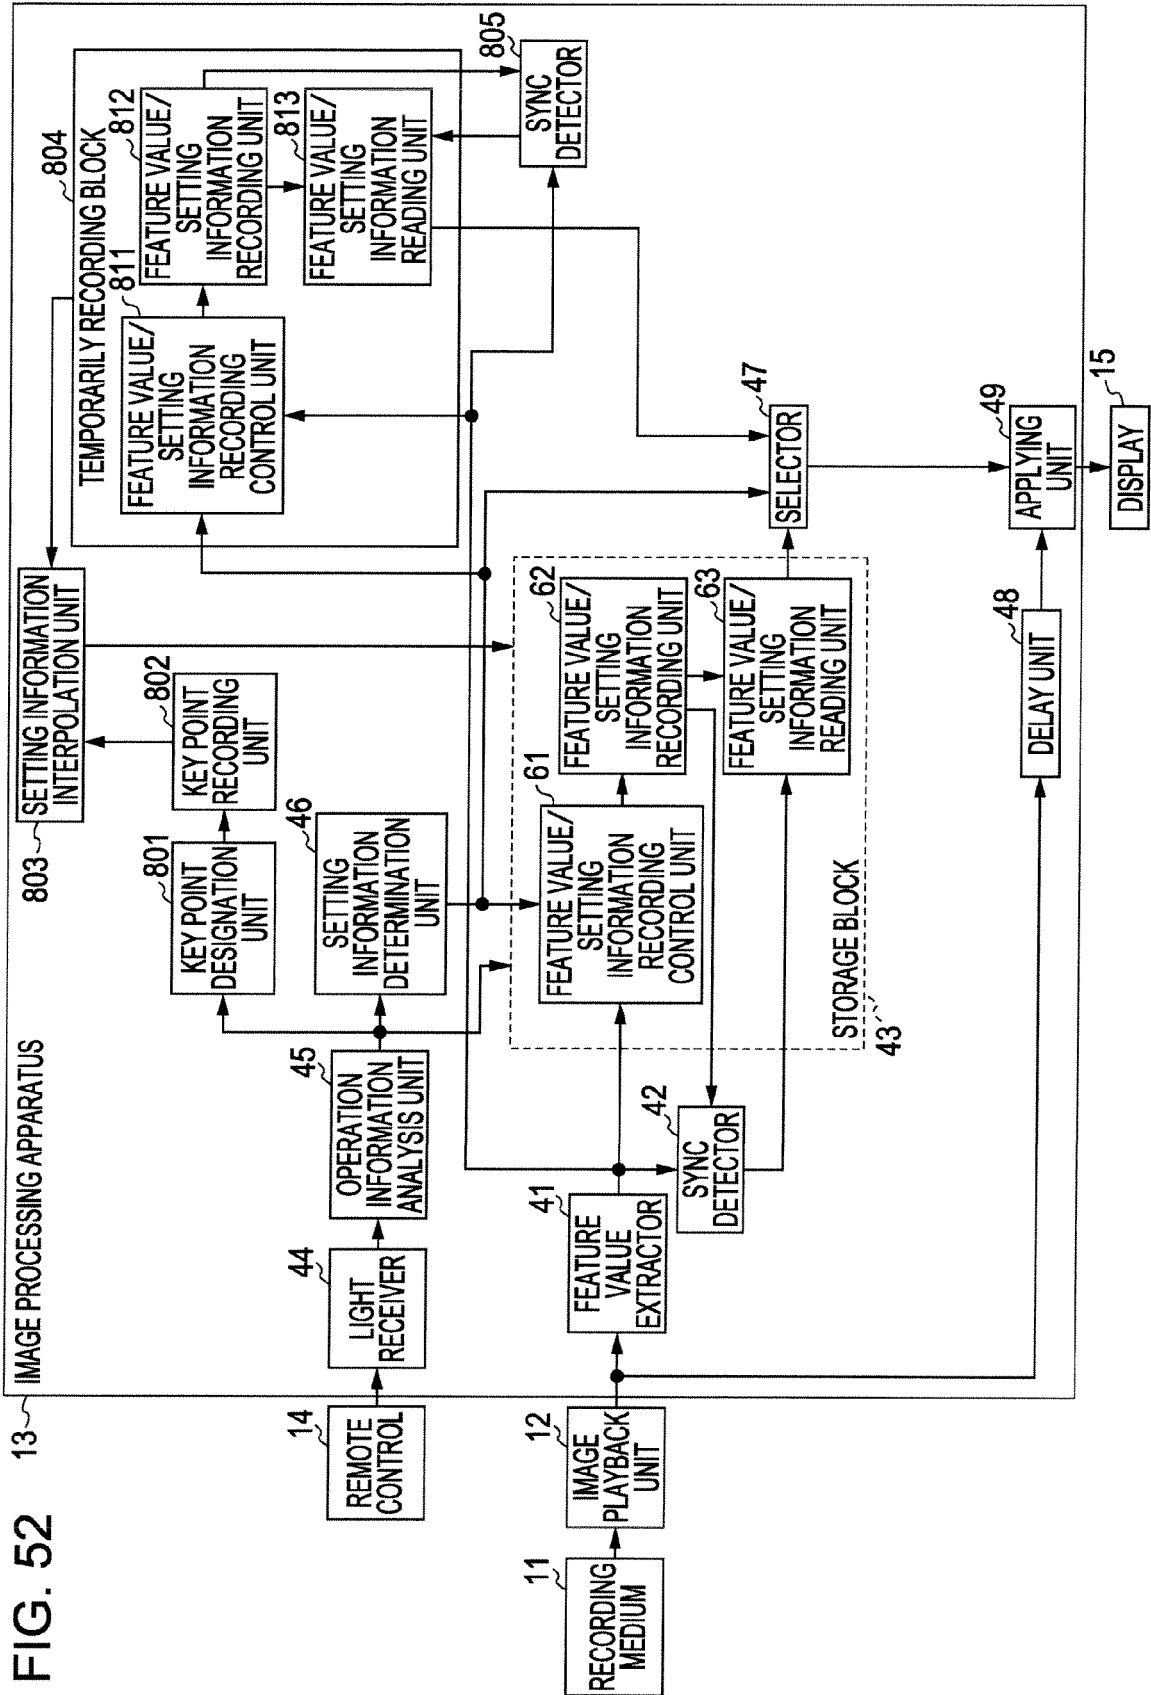 FIG. 52
13
IMAGE PROCESSING APPARATUS
803
SETTING INFORMATION
INTERPOLATION UNIT
804
TEMPORARILY RECORDING BLOCK
801
KEY POINT
DESIGNATION
UNIT
802
KEY POINT
RECORDING
UNIT
811
FEATURE VALUE/
SETTING
INFORMATION
RECORDING
CONTROL UNIT
812
FEATURE VALUE/
SETTING
INFORMATION
RECORDING UNIT
813
FEATURE VALUE/
SETTING
INFORMATION
READING UNIT
805
SYNC
DETECTOR
14
REMOTE
CONTROL
44
LIGHT
RECEIVER
45
OPERATION
INFORMATION
ANALYSIS UNIT
46
SETTING
INFORMATION
DETERMINATION
UNIT
11
RECORDING
MEDIUM
12
IMAGE
PLAYBACK
UNIT
41
FEATURE
VALUE
EXTRACTOR
42
SYNC
DETECTOR
61
FEATURE VALUE/
SETTING
INFORMATION
RECORDING
CONTROL UNIT
62
FEATURE VALUE/
SETTING
INFORMATION
RECORDING UNIT
63
FEATURE VALUE/
SETTING
INFORMATION
READING UNIT
STORAGE BLOCK
43
47
SELECTOR
48
DELAY UNIT
49
APPLYING
UNIT
15
DISPLAY